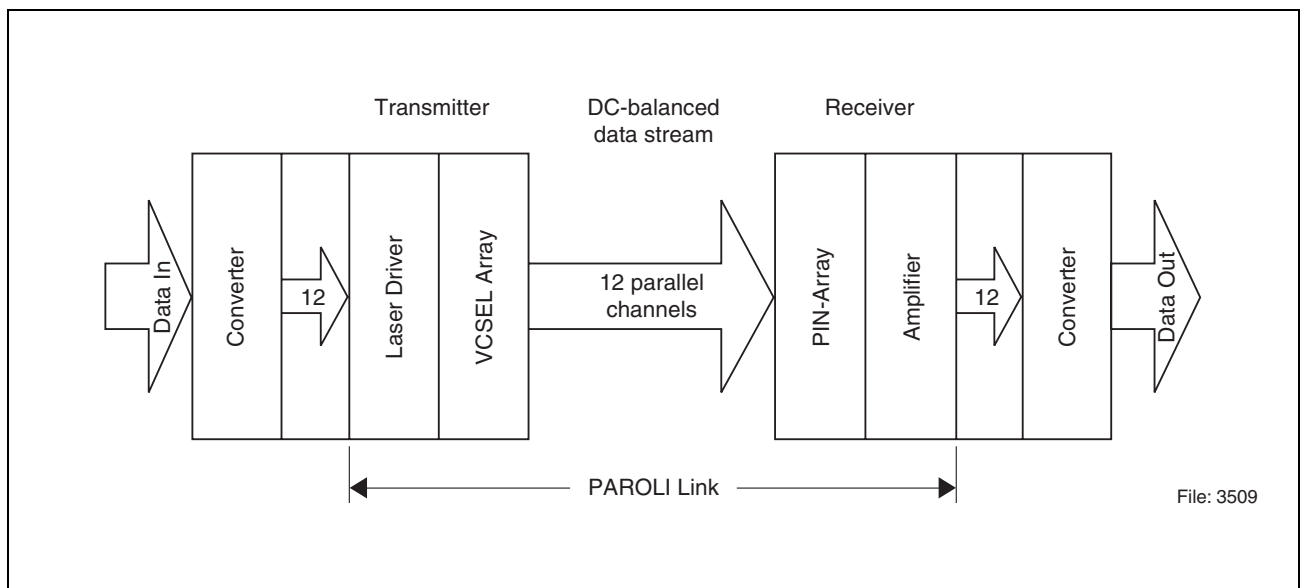 Transmitter
DC-balanced
data stream
Receiver
Data In
Converter
12
Laser Driver
VCSEL Array
12 parallel
channels
PIN-Array
Amplifier
12
Converter
Data Out
PAROLI Link
File: 3509